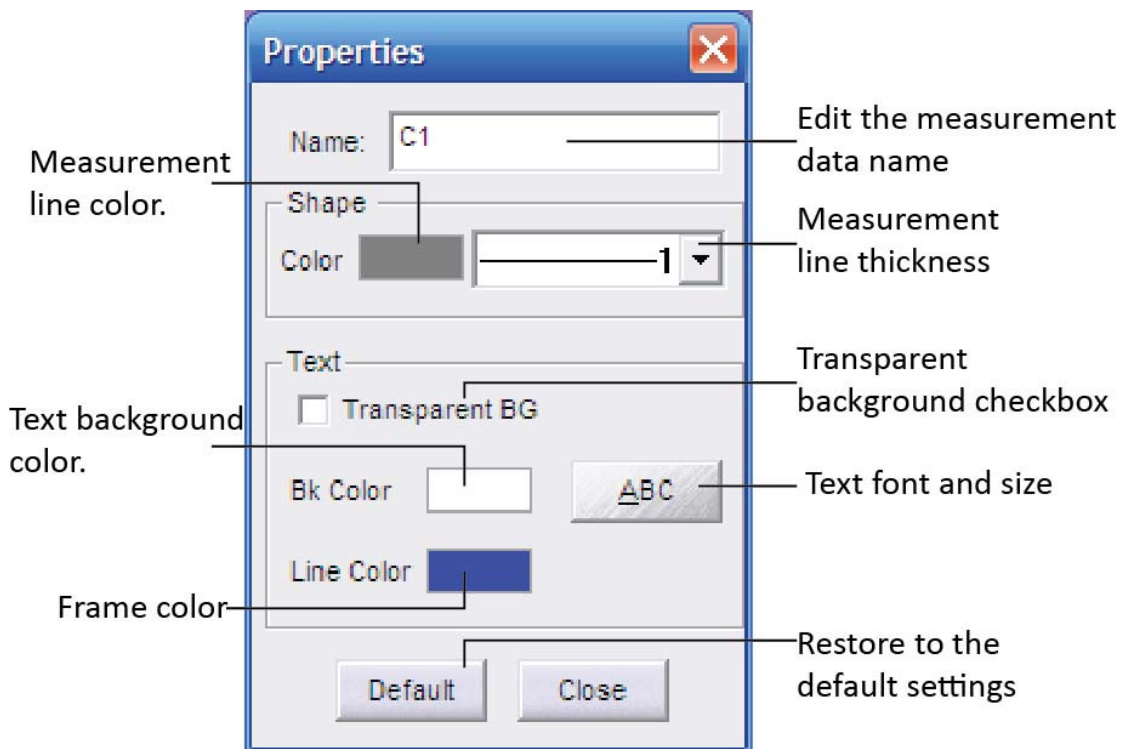 Properties
Name: C1
Edit the measurement
data name
Measurement
line color.
Shape
Measurement
line thickness
Color
1
Text
Transparent
background checkbox
Transparent BG
Text background
color.
Bk Color
ABC
Text font and size
Line Color
Frame color
Restore to the
default settings
Default
Close